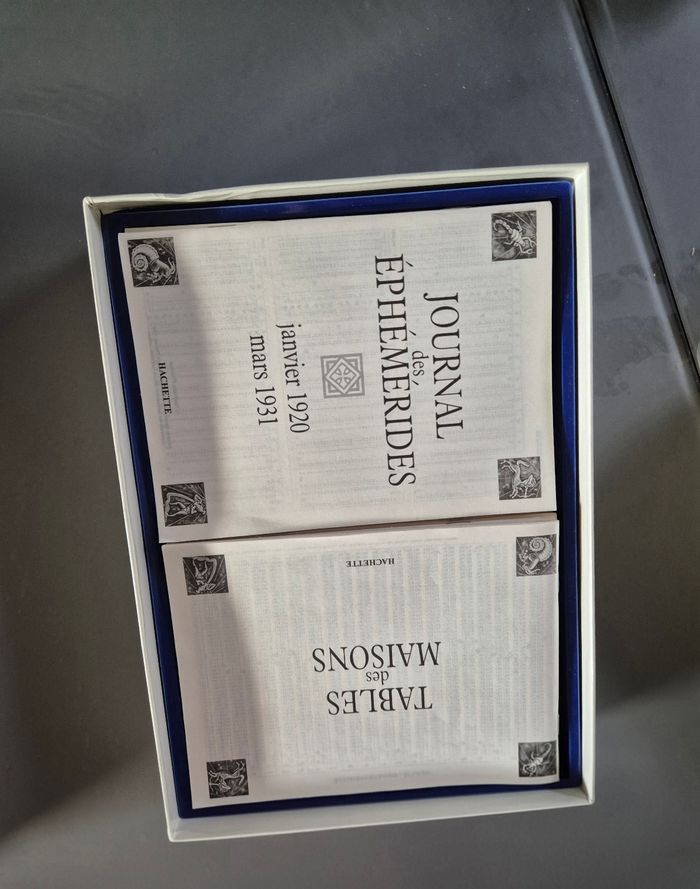 JOURNAL
des
ÉPHÉMÉRIDES
janvier 1920
mars 1931
HACHETTE
TABLES
des
MAISONS
HACHETTE